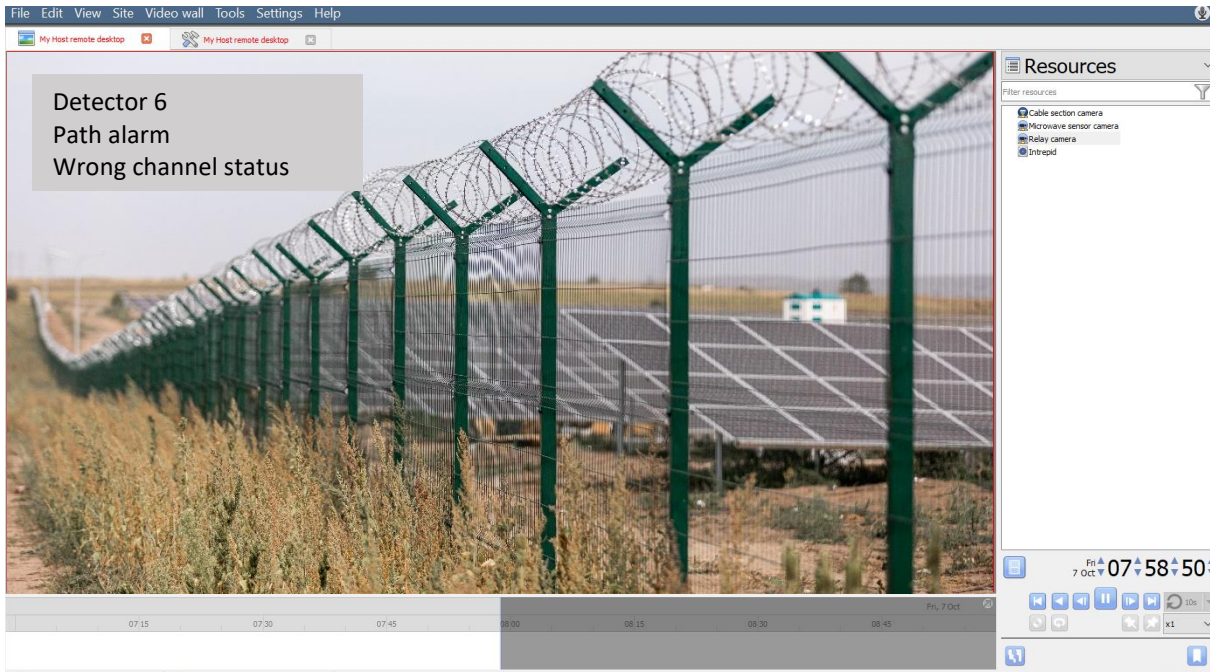 File Edit View Site Video wall Tools Settings Help
My Host remote desktop My Host remote desktop
Detector 6
Path alarm
Wrong channel status
Resources
Filter resources
Cable section camera
Microwave sensor camera
Relay camera
Intrepid
Fri
7 Oct 07 58 50
10s
x1
Fri, 7 Oct
07:15 07:30 07:45 08:00 08:15 08:30 08:45